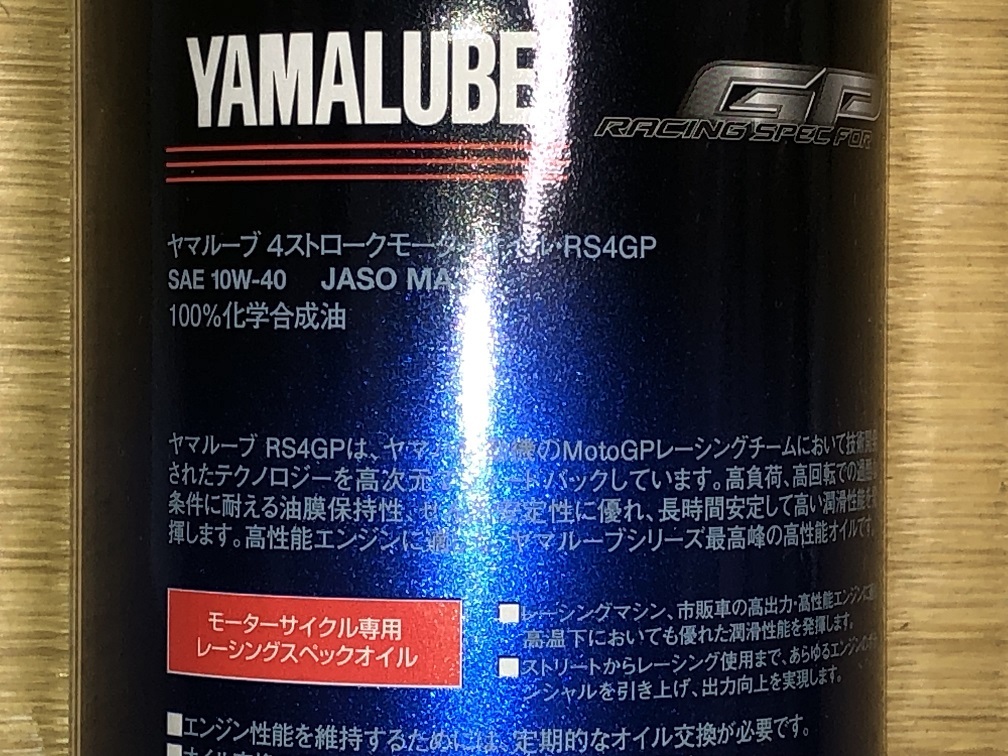 YAMALUBE
GP
RACING SPEC FOR
ヤマルーブ 4ストロークモーターオイル・RS4GP
SAE 10W-40 JASO MA
100%化学合成油
ヤマルーブ RS4GPは、ヤマ 機のMotoGPレーシングチームにおいて技術
されたテクノロジーを高次元 ードバックしています。高負荷、高回転での
条件に耐える油膜保持性、 安定性に優れ、長時間安定して高い潤滑性能を
揮します。高性能エンジンに ヤマルーブシリーズ最高峰の高性能オイルです。
モーターサイクル専用
レーシングスペックオイル
■レーシングマシン、市販車の高出力・高性能エンジンに
高温下においても優れた潤滑性能を発揮します。
■ストリートからレーシング使用まで、あらゆるエンジンの
ンシャルを引き上げ、出力向上を実現します。
■エンジン性能を維持するためには、定期的なオイル交換が必要です。